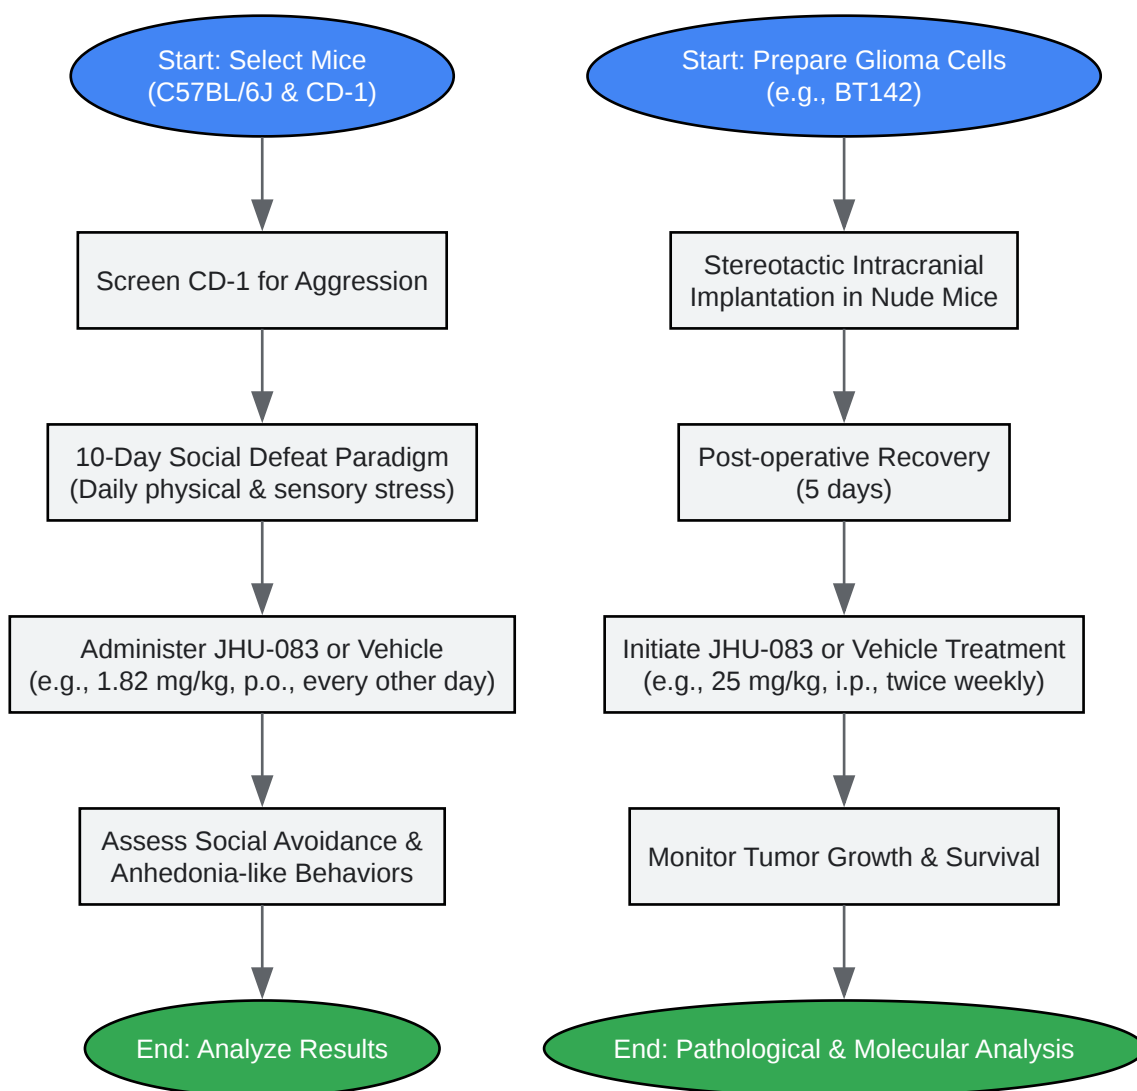 Start: Select Mice
(C57BL/6J & CD-1)
Screen CD-1 for Aggression
10-Day Social Defeat Paradigm
(Daily physical & sensory stress)
Administer JHU-083 or Vehicle
(e.g., 1.82 mg/kg, p.o., every other day)
Assess Social Avoidance &
Anhedonia-like Behaviors
End: Analyze Results
Start: Prepare Glioma Cells
(e.g., BT142)
Stereotactic Intracranial
Implantation in Nude Mice
Post-operative Recovery
(5 days)
Initiate JHU-083 or Vehicle Treatment
(e.g., 25 mg/kg, i.p., twice weekly)
Monitor Tumor Growth & Survival
End: Pathological & Molecular Analysis